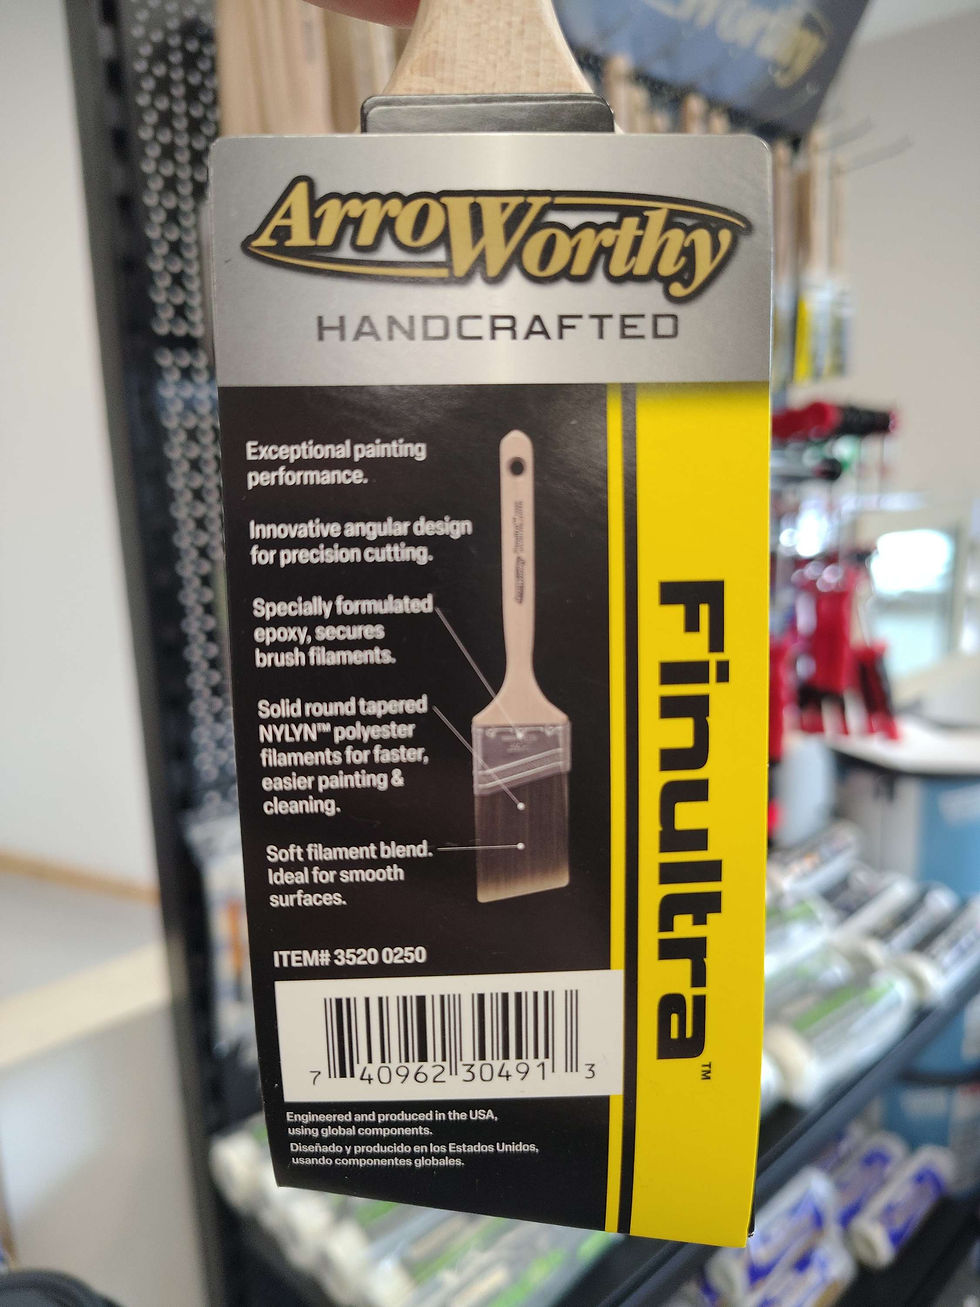 ArroWorthy
HANDCRAFTED
Exceptional painting
performance.
Innovative angular design
for precision cutting.
Specially formulated
epoxy, secures
brush filaments.
Solid round tapered
NYLYN™ polyester
filaments for faster,
easier painting &
cleaning.
Soft filament blend.
Ideal for smooth
surfaces.
ITEM# 3520 0250
7 40962 30491 3
Engineered and produced in the USA,
using global components.
Diseñado y producido en los Estados Unidos,
usando componentes globales.
Finultra™